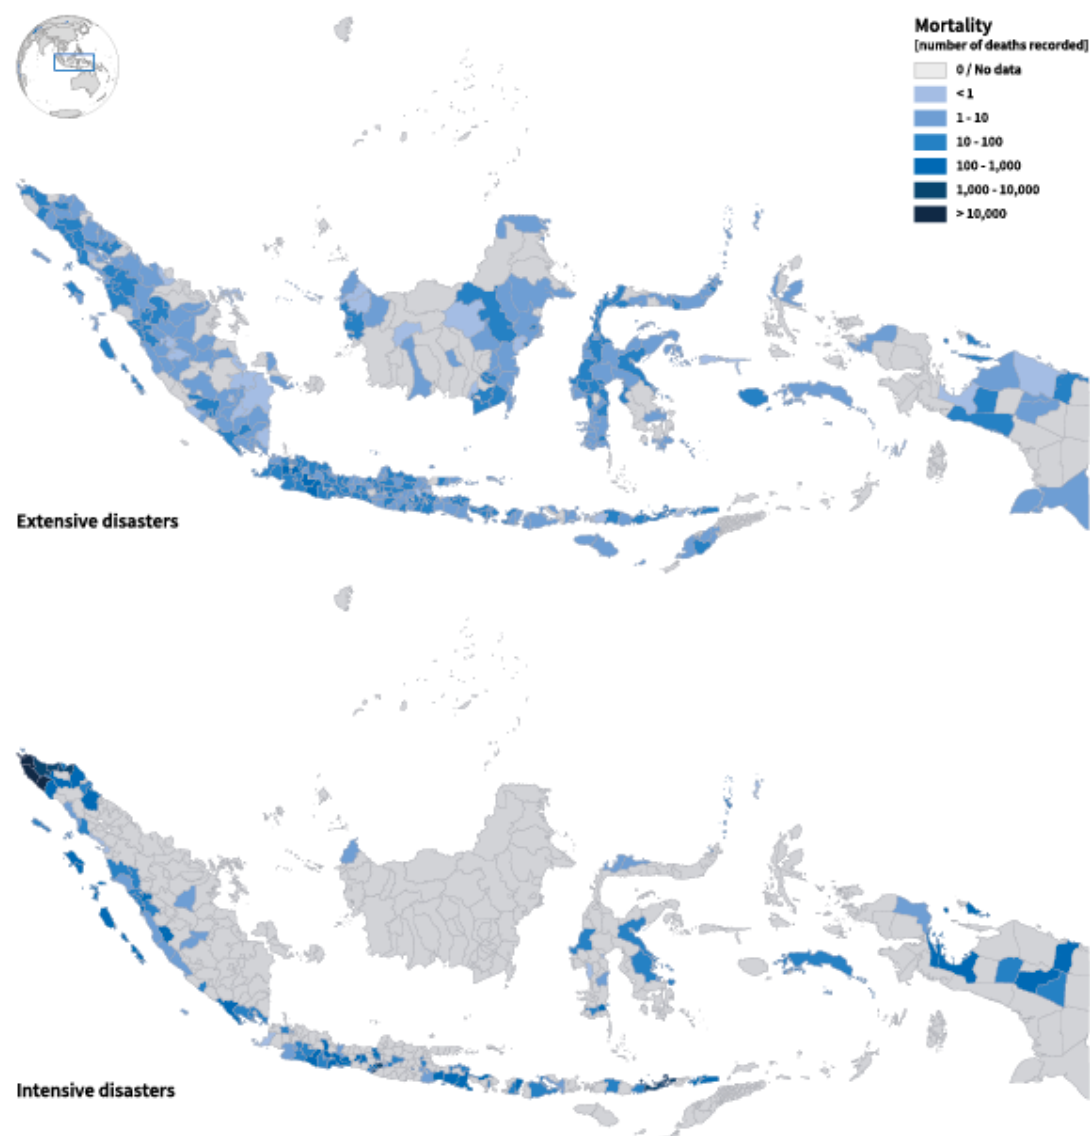 Mortality
[number of deaths recorded]
0 / No data
< 1
1 - 10
10 - 100
100 - 1,000
1,000 - 10,000
> 10,000
Extensive disasters
Intensive disasters